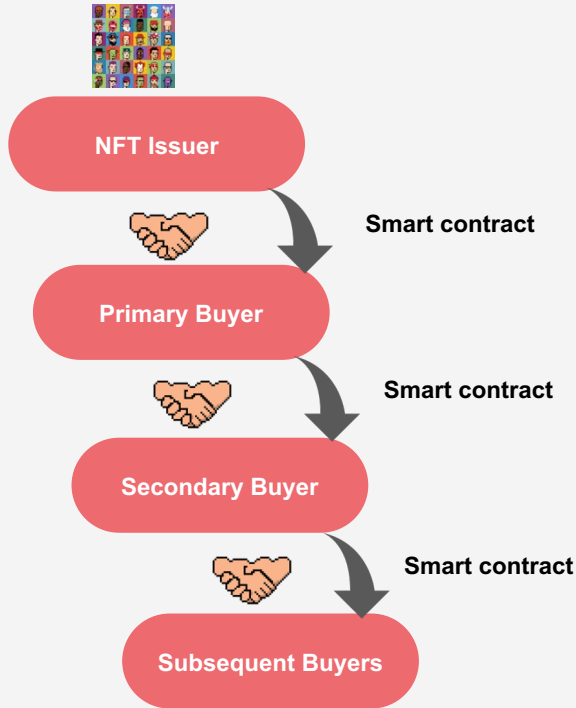 NFT Issuer
Smart contract
Primary Buyer
Smart contract
Secondary Buyer
Smart contract
Subsequent Buyers